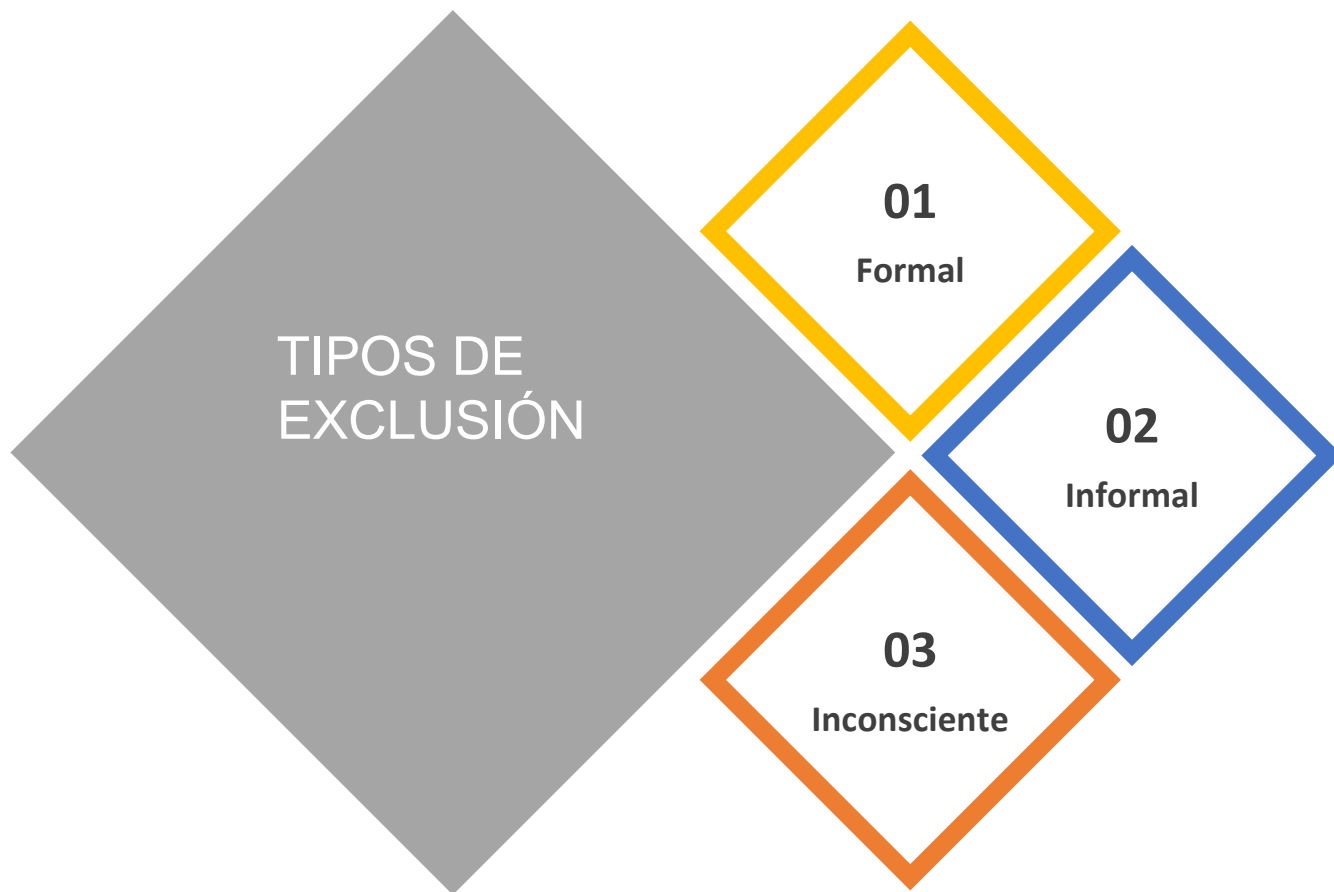 TIPOS DE
EXCLUSIÓN
01
Formal
02
Informal
03
Inconsciente